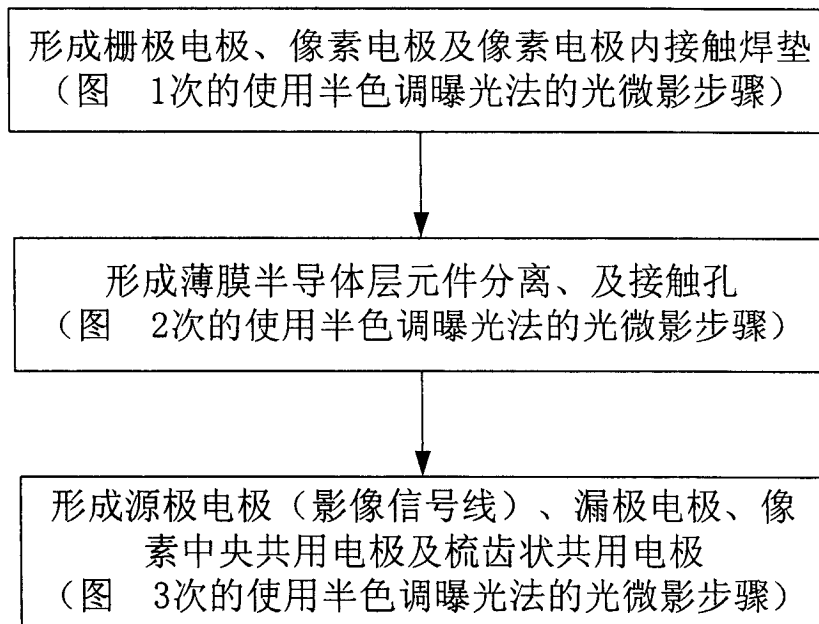 形成栅极电极、像素电极及像素电极内接触焊垫
（图 1次的使用半色调曝光法的光微影步骤）
形成薄膜半导体层元件分离、及接触孔
（图 2次的使用半色调曝光法的光微影步骤）
形成源极电极（影像信号线）、漏极电极、像
素中央共用电极及梳齿状共用电极
（图 3次的使用半色调曝光法的光微影步骤）